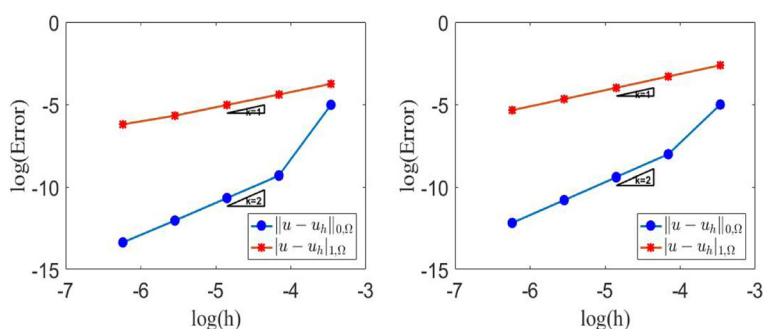 0
-5
-10
-15
log(Error)
k=1
k=2
‖u − u_h‖_{0,Ω}
|u − u_h|_{1,Ω}
-7 -6 -5 -4 -3
log(h)
0
-5
-10
-15
log(Error)
k=1
k=2
‖u − u_h‖_{0,Ω}
|u − u_h|_{1,Ω}
-7 -6 -5 -4 -3
log(h)